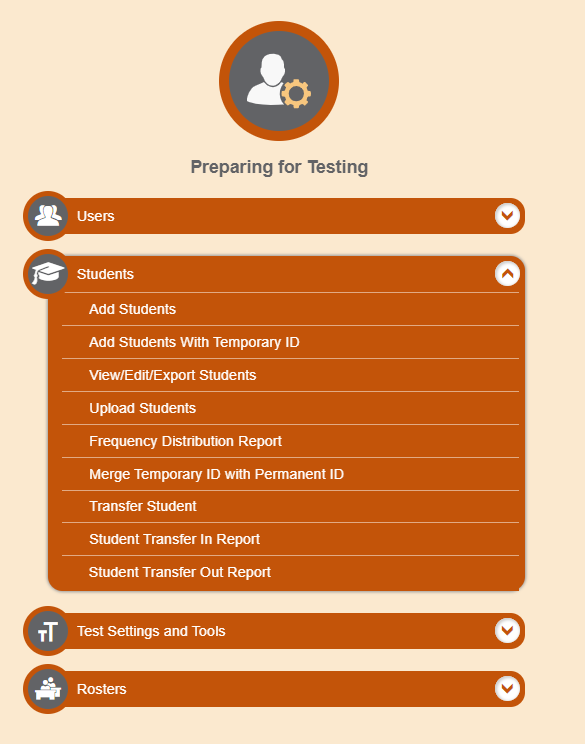 Preparing for Testing
Users
Students
Add Students
Add Students With Temporary ID
View/Edit/Export Students
Upload Students
Frequency Distribution Report
Merge Temporary ID with Permanent ID
Transfer Student
Student Transfer In Report
Student Transfer Out Report
Test Settings and Tools
Rosters